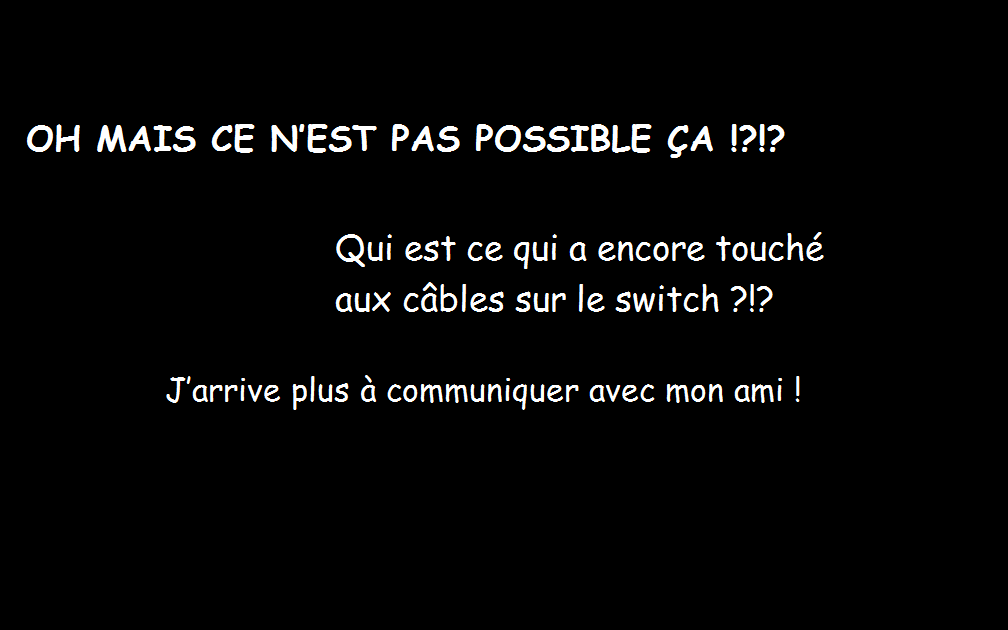 OH MAIS CE N’EST PAS POSSIBLE ÇA !?!?
Qui est ce qui a encore touché
aux câbles sur le switch ?!?
J’arrive plus à communiquer avec mon ami !